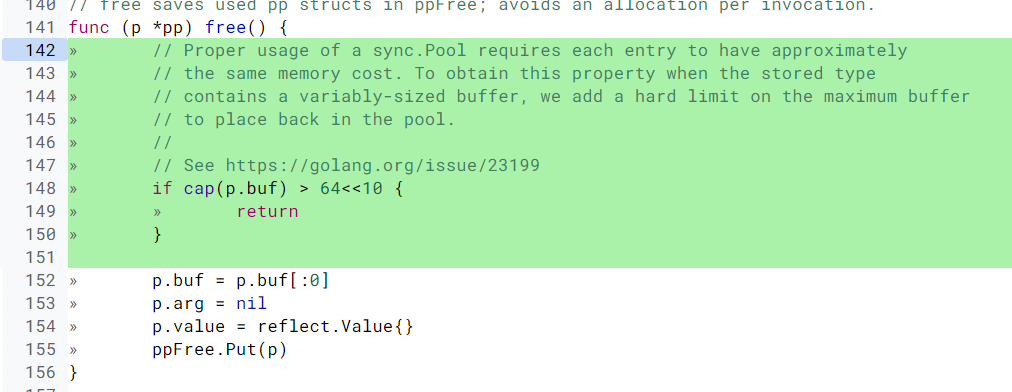 140 // free saves used pp structs in ppFree; avoids an allocation per invocation.
141 func (p *pp) free() {
142 » // Proper usage of a sync.Pool requires each entry to have approximately
143 » // the same memory cost. To obtain this property when the stored type
144 » // contains a variably-sized buffer, we add a hard limit on the maximum buffer
145 » // to place back in the pool.
146 » //
147 » // See https://golang.org/issue/23199
148 » if cap(p.buf) > 64<<10 {
149 » » return
150 » }
151
152 » p.buf = p.buf[:0]
153 » p.arg = nil
154 » p.value = reflect.Value{}
155 » ppFree.Put(p)
156 }
157